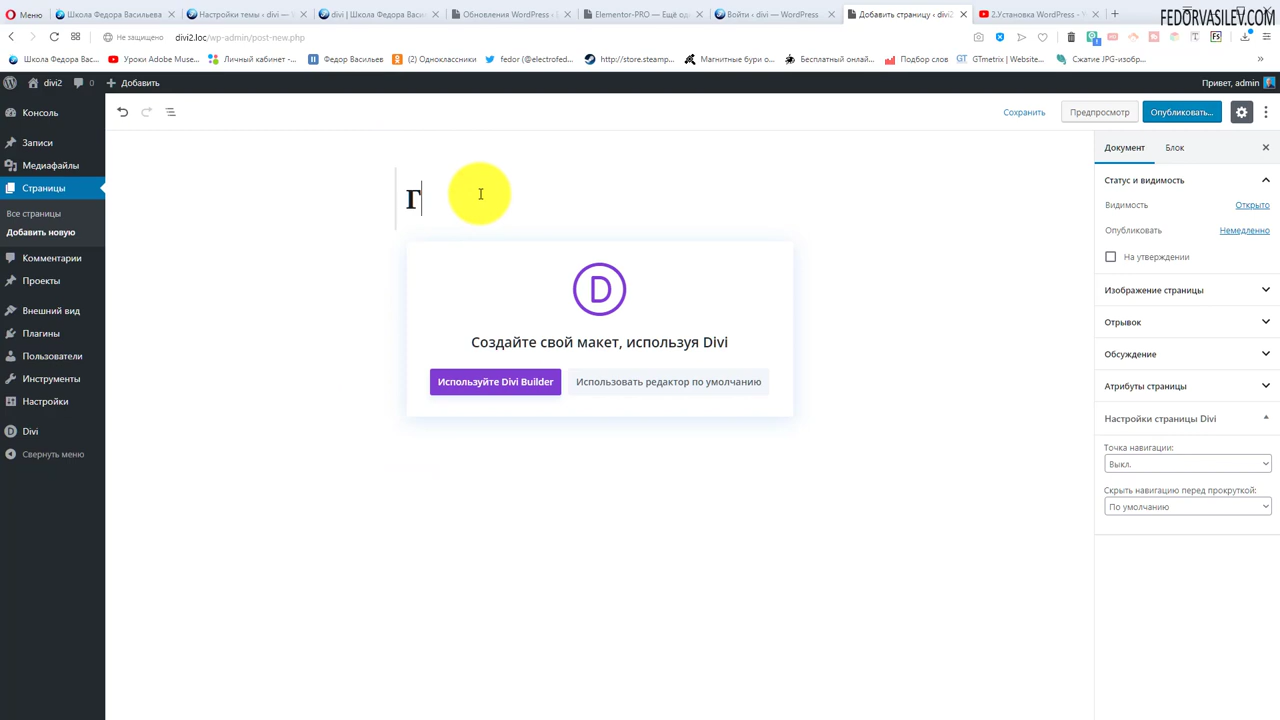 Меню
Школа Федора Васильева
Настройки темы ‹ divi —
divi | Школа Федора Вас
Обновления WordPress ‹
Elementor-PRO — Ещё од
Войти ‹ divi — WordPress
Добавить страницу ‹ divi
2.Установка WordPress - Y
FEDORVASILEV.COM
Не защищено
divi2.loc/wp-admin/post-new.php
Школа Федора Вас...
Уроки Adobe Muse...
Личный кабинет -...
Федор Васильев
(2) Одноклассники
fedor (@electrofed...
http://store.steamp...
Магнитные бури о...
Бесплатный онлай...
Подбор слов
GTmetrix | Website...
Сжатие JPG-изобр...
divi2
0
Добавить
Привет, admin
Консоль
Записи
Медиафайлы
Страницы
Все страницы
Добавить новую
Комментарии
Проекты
Внешний вид
Плагины
Пользователи
Инструменты
Настройки
Divi
Свернуть меню
Сохранить
Предпросмотр
Опубликовать...
Г
D
Создайте свой макет, используя Divi
Используйте Divi Builder
Использовать редактор по умолчанию
Документ
Блок
Статус и видимость
Видимость
Открыто
Опубликовать
Немедленно
На утверждении
Изображение страницы
Отрывок
Обсуждение
Атрибуты страницы
Настройки страницы Divi
Точка навигации:
Выкл.
Скрыть навигацию перед прокруткой:
По умолчанию